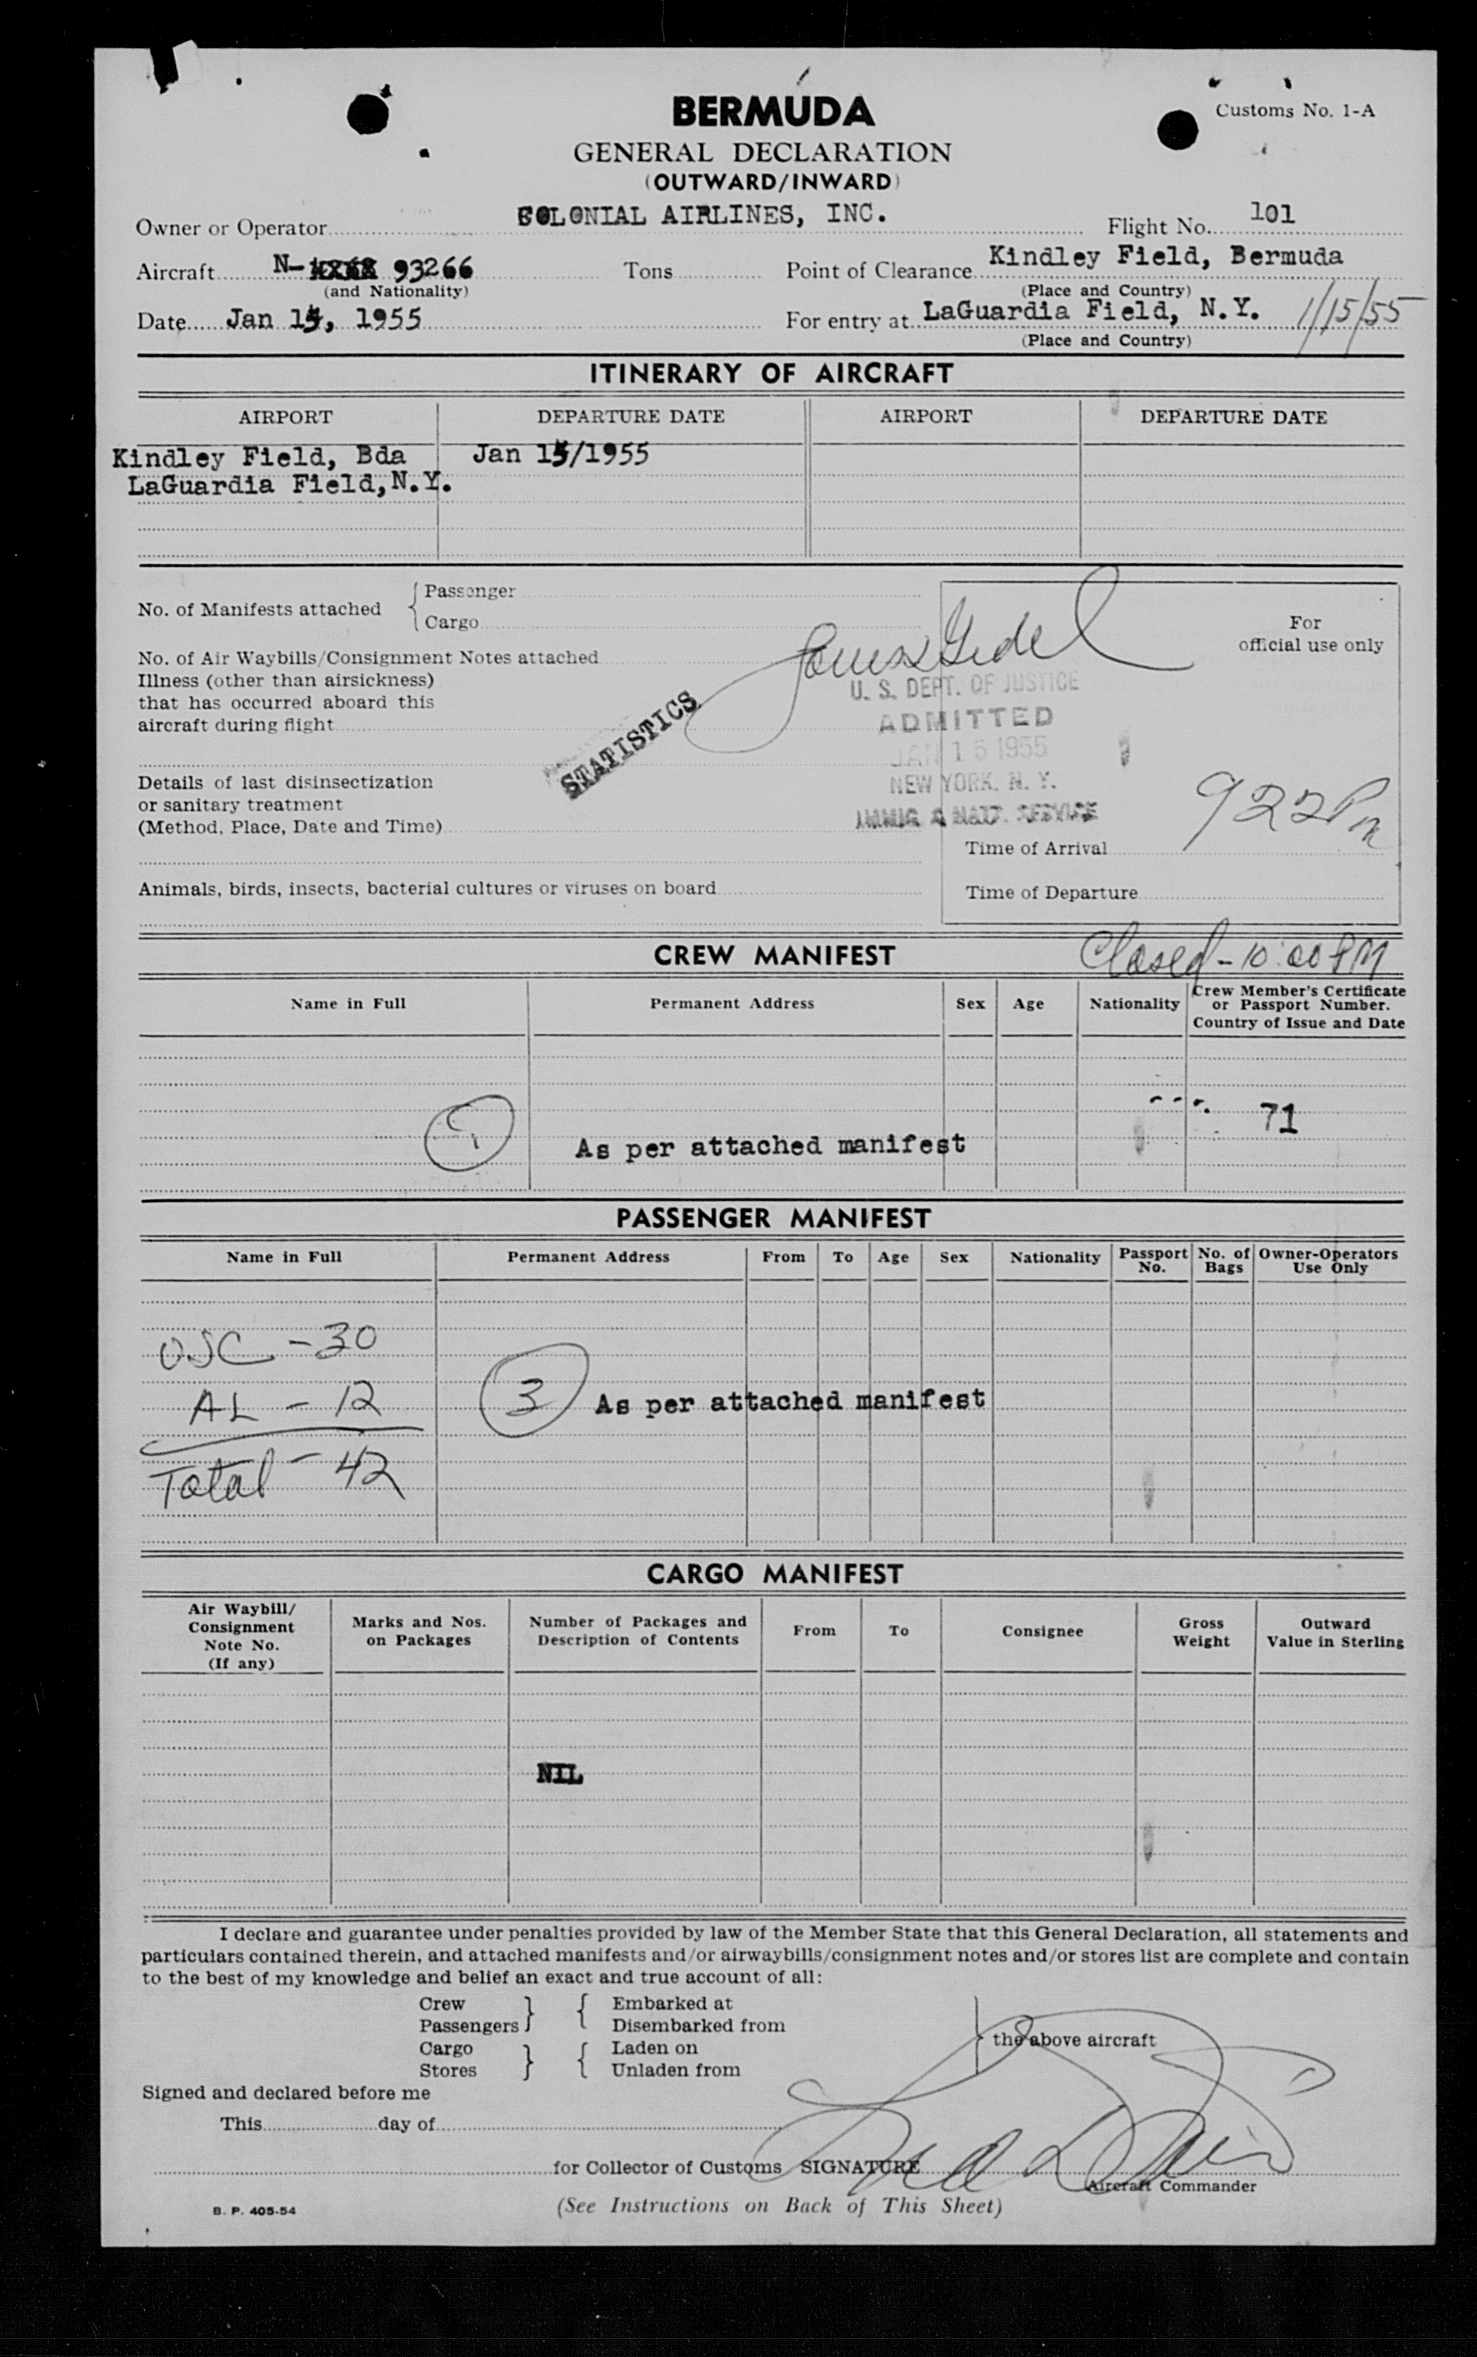 BERMUDA
Customs No. 1-A
GENERAL DECLARATION
(OUTWARD/INWARD)
Owner or Operator COLONIAL AIRLINES, INC. Flight No. 101
Aircraft N- 93266 Tons Point of Clearance Kindley Field, Bermuda
(and Nationality) (Place and Country)
Date Jan 15, 1955 For entry at LaGuardia Field, N.Y. 1/15/55
(Place and Country)
ITINERARY OF AIRCRAFT
AIRPORT DEPARTURE DATE AIRPORT DEPARTURE DATE
Kindley Field, Bda Jan 15/1955
LaGuardia Field, N.Y.
No. of Manifests attached { Passenger
Cargo
For
official use only
No. of Air Waybills/Consignment Notes attached
Illness (other than airsickness)
that has occurred aboard this
aircraft during flight
STATISTICS
U. S. DEPT. OF JUSTICE
ADMITTED
JAN 15 1955
NEW YORK, N. Y.
IMMIG & NATZ. SERVICE
Details of last disinsectization
or sanitary treatment
(Method, Place, Date and Time)
922 Pm
Time of Arrival
Animals, birds, insects, bacterial cultures or viruses on board
Time of Departure
CREW MANIFEST
Closed - 10:00 PM
Name in Full Permanent Address Sex Age Nationality Crew Member's Certificate
or Passport Number.
Country of Issue and Date
71
As per attached manifest
PASSENGER MANIFEST
Name in Full Permanent Address From To Age Sex Nationality Passport No. No. of Bags Owner-Operators Use Only
USC - 30
AL - 12
3 As per attached manifest
Total - 42
CARGO MANIFEST
Air Waybill/ Consignment Note No. (If any) Marks and Nos. on Packages Number of Packages and Description of Contents From To Consignee Gross Weight Outward Value in Sterling
NIL
I declare and guarantee under penalties provided by law of the Member State that this General Declaration, all statements and
particulars contained therein, and attached manifests and/or airwaybills/consignment notes and/or stores list are complete and contain
to the best of my knowledge and belief an exact and true account of all:
Crew } { Embarked at
Passengers Disembarked from
the above aircraft
Cargo } { Laden on
Stores Unladen from
Signed and declared before me
This day of
for Collector of Customs SIGNATURE
Aircraft Commander
B. P. 405-54
(See Instructions on Back of This Sheet)